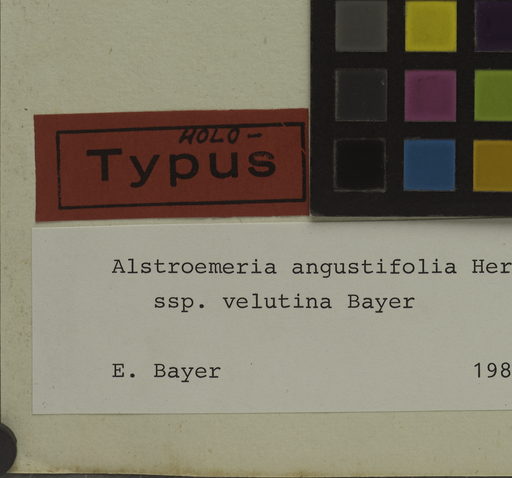 HOLO-
Typus
Alstroemeria angustifolia Her
ssp. velutina Bayer
E. Bayer 198